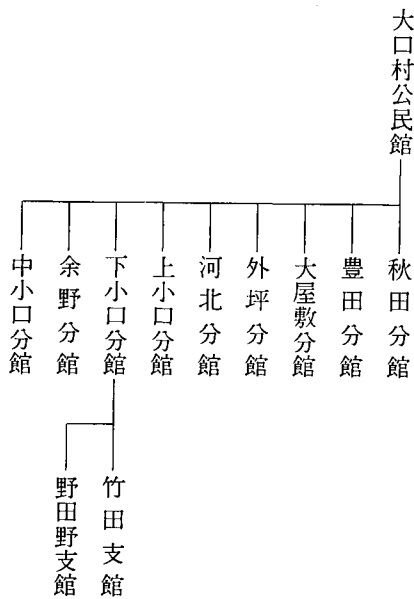 大口村公民館
秋田分館
豊田分館
大屋敷分館
外坪分館
河北分館
上小口分館
下小口分館
余野分館
中小口分館
竹田支館
野田野支館